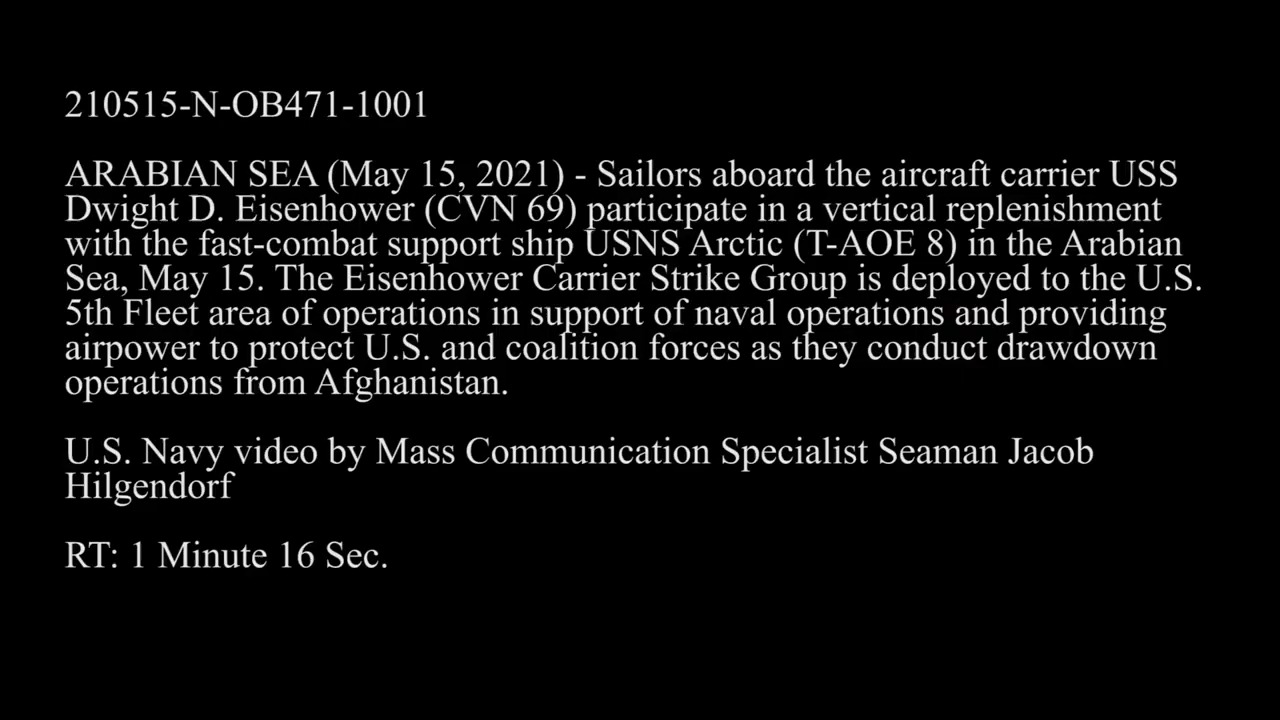 210515-N-OB471-1001
ARABIAN SEA (May 15, 2021) - Sailors aboard the aircraft carrier USS
Dwight D. Eisenhower (CVN 69) participate in a vertical replenishment
with the fast-combat support ship USNS Arctic (T-AOE 8) in the Arabian
Sea, May 15. The Eisenhower Carrier Strike Group is deployed to the U.S.
5th Fleet area of operations in support of naval operations and providing
airpower to protect U.S. and coalition forces as they conduct drawdown
operations from Afghanistan.
U.S. Navy video by Mass Communication Specialist Seaman Jacob
Hilgendorf
RT: 1 Minute 16 Sec.